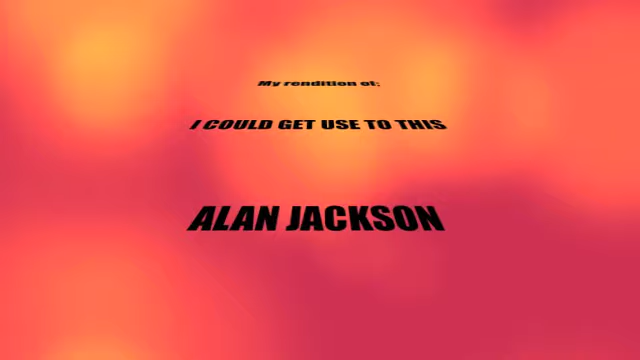 My rendition of;
I COULD GET USE TO THIS
ALAN JACKSON